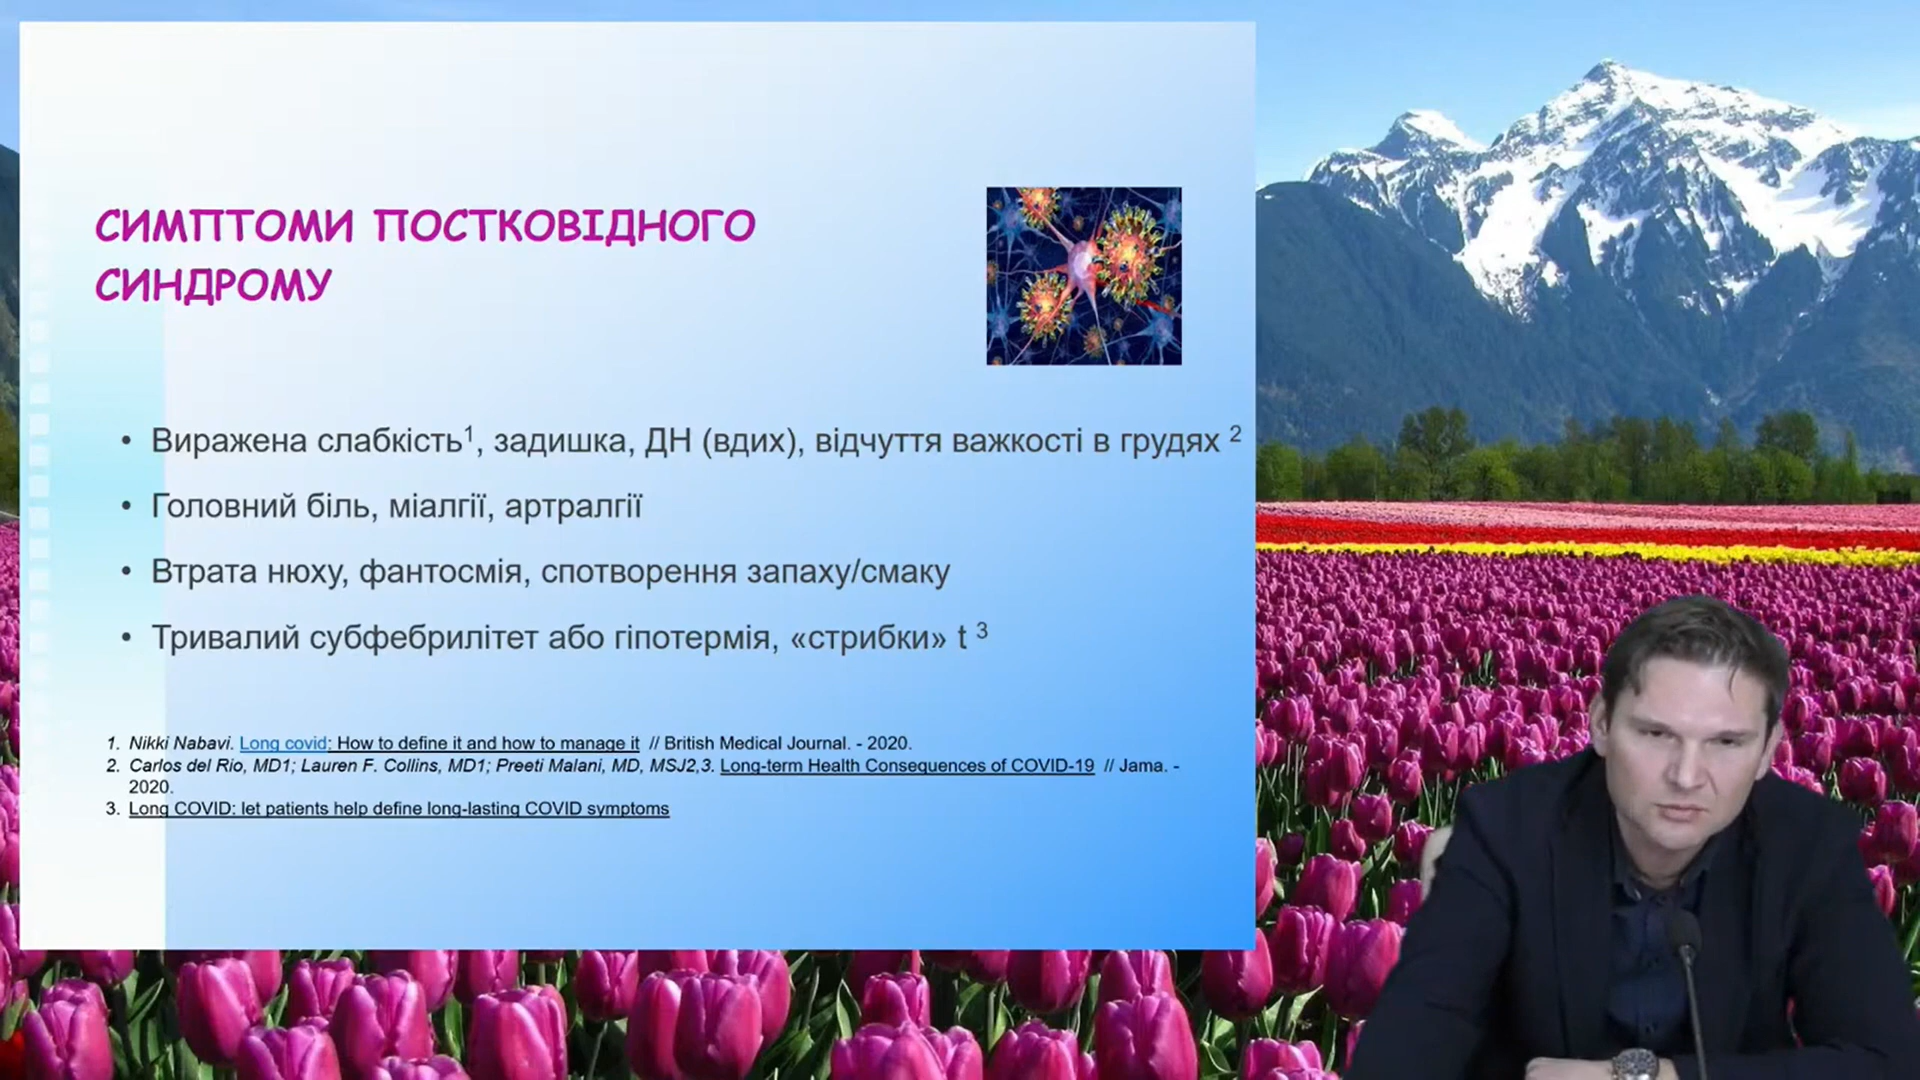 СИМПТОМИ ПОСТКОВІДНОГО
СИНДРОМУ
• Виражена слабкість¹, задишка, ДН (вдих), відчуття важкості в грудях ²
• Головний біль, міалгії, артралгії
• Втрата нюху, фантосмія, спотворення запаху/смаку
• Тривалий субфебрилітет або гіпотермія, «стрибки» t ³
1. Nikki Nabavi. Long covid: How to define it and how to manage it // British Medical Journal. - 2020.
2. Carlos del Rio, MD1; Lauren F. Collins, MD1; Preeti Malani, MD, MSJ2,3. Long-term Health Consequences of COVID-19 // Jama. -
2020.
3. Long COVID: let patients help define long-lasting COVID symptoms